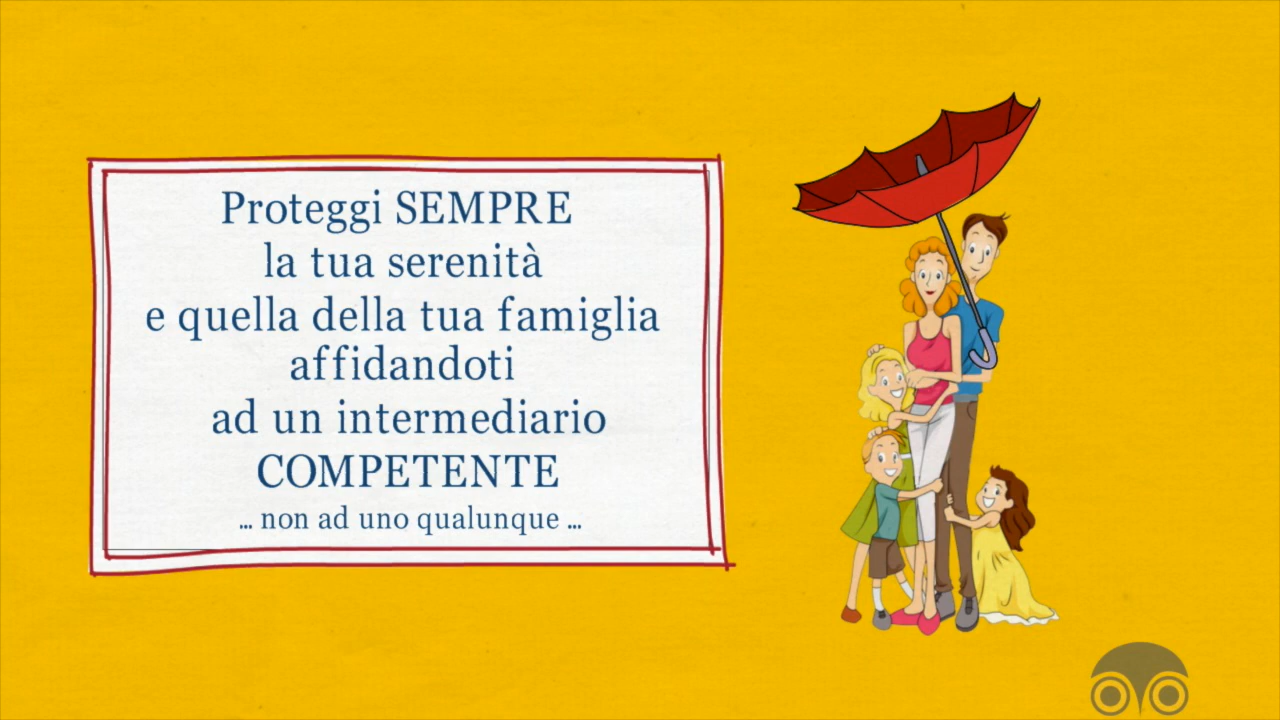 Proteggi SEMPRE
la tua serenità
e quella della tua famiglia
affidandoti
ad un intermediario
COMPETENTE
... non ad uno qualunque ...